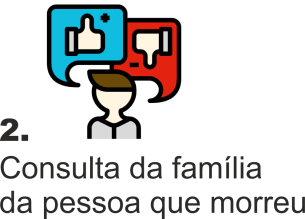 2.
Consulta da família
da pessoa que morreu